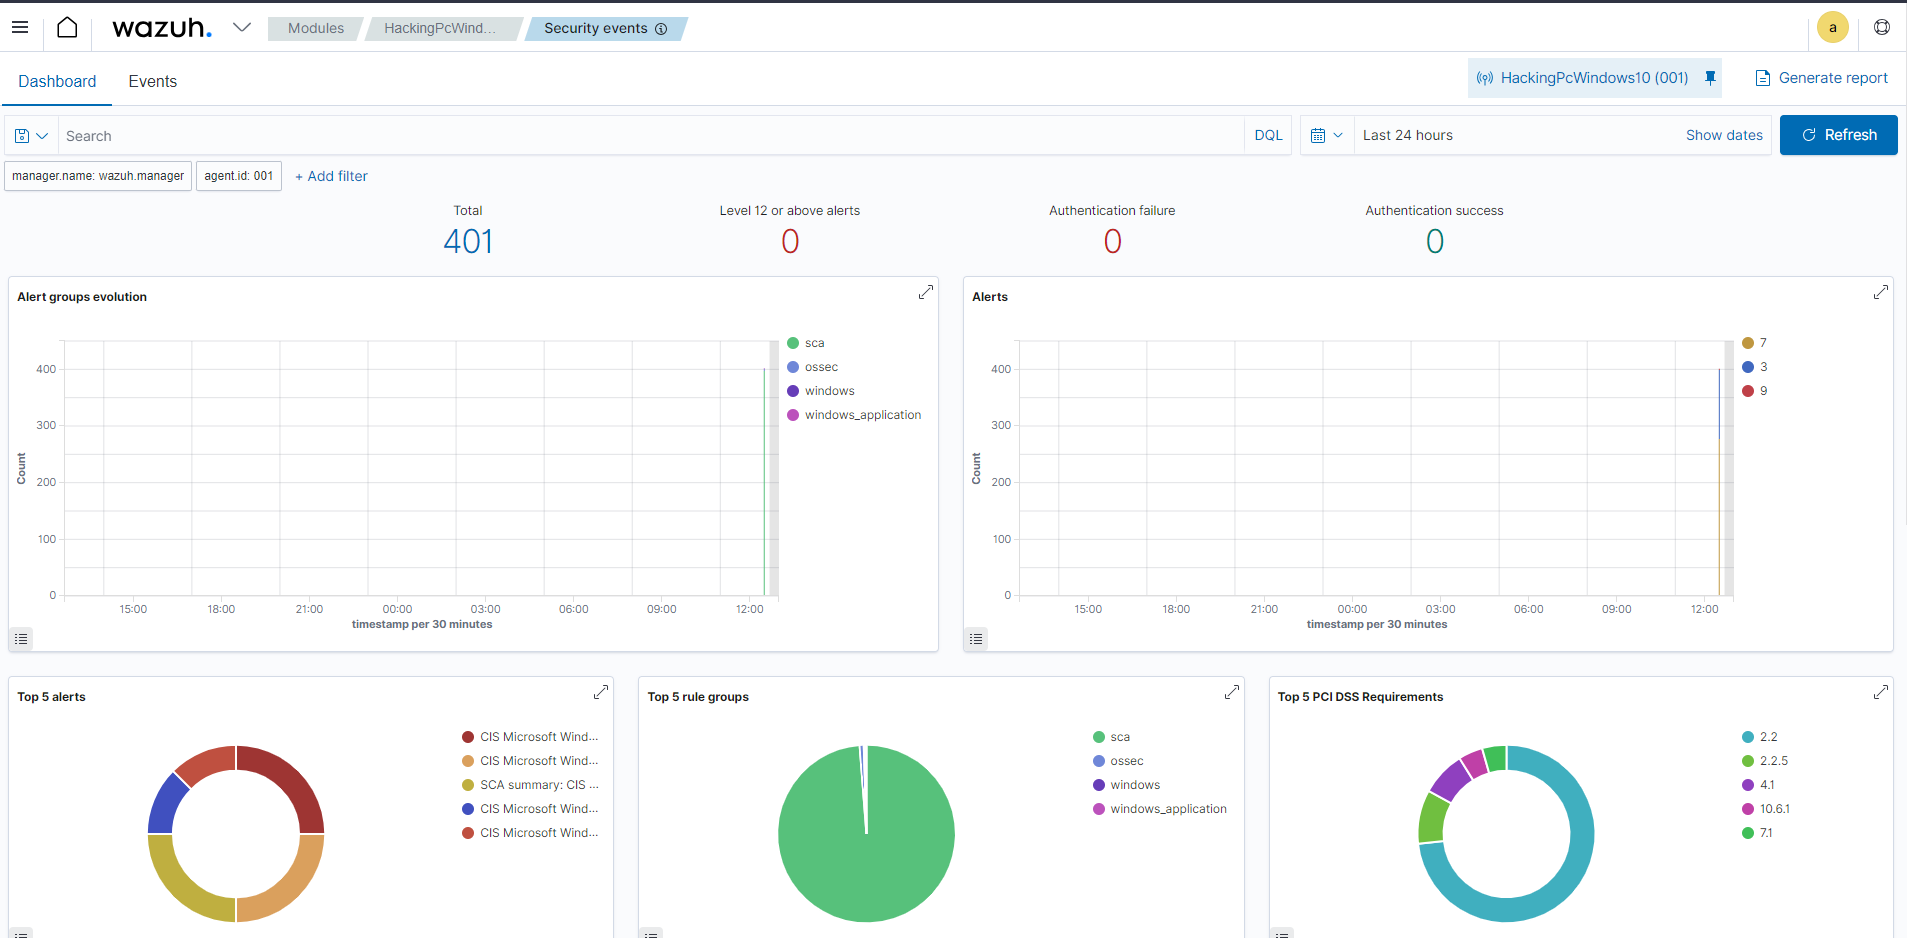 wazuh.
Modules
HackingPcWind...
Security events
a
Dashboard
Events
HackingPcWindows10 (001)
Generate report
Search
DQL
Last 24 hours
Show dates
Refresh
manager.name: wazuh.manager
agent.id: 001
+ Add filter
Total
401
Level 12 or above alerts
0
Authentication failure
0
Authentication success
0
Alert groups evolution
400
300
200
100
0
Count
15:00
18:00
21:00
00:00
03:00
06:00
09:00
12:00
timestamp per 30 minutes
sca
ossec
windows
windows_application
Alerts
400
300
200
100
0
Count
15:00
18:00
21:00
00:00
03:00
06:00
09:00
12:00
timestamp per 30 minutes
7
3
9
Top 5 alerts
CIS Microsoft Wind...
CIS Microsoft Wind...
SCA summary: CIS ...
CIS Microsoft Wind...
CIS Microsoft Wind...
Top 5 rule groups
sca
ossec
windows
windows_application
Top 5 PCI DSS Requirements
2.2
2.2.5
4.1
10.6.1
7.1